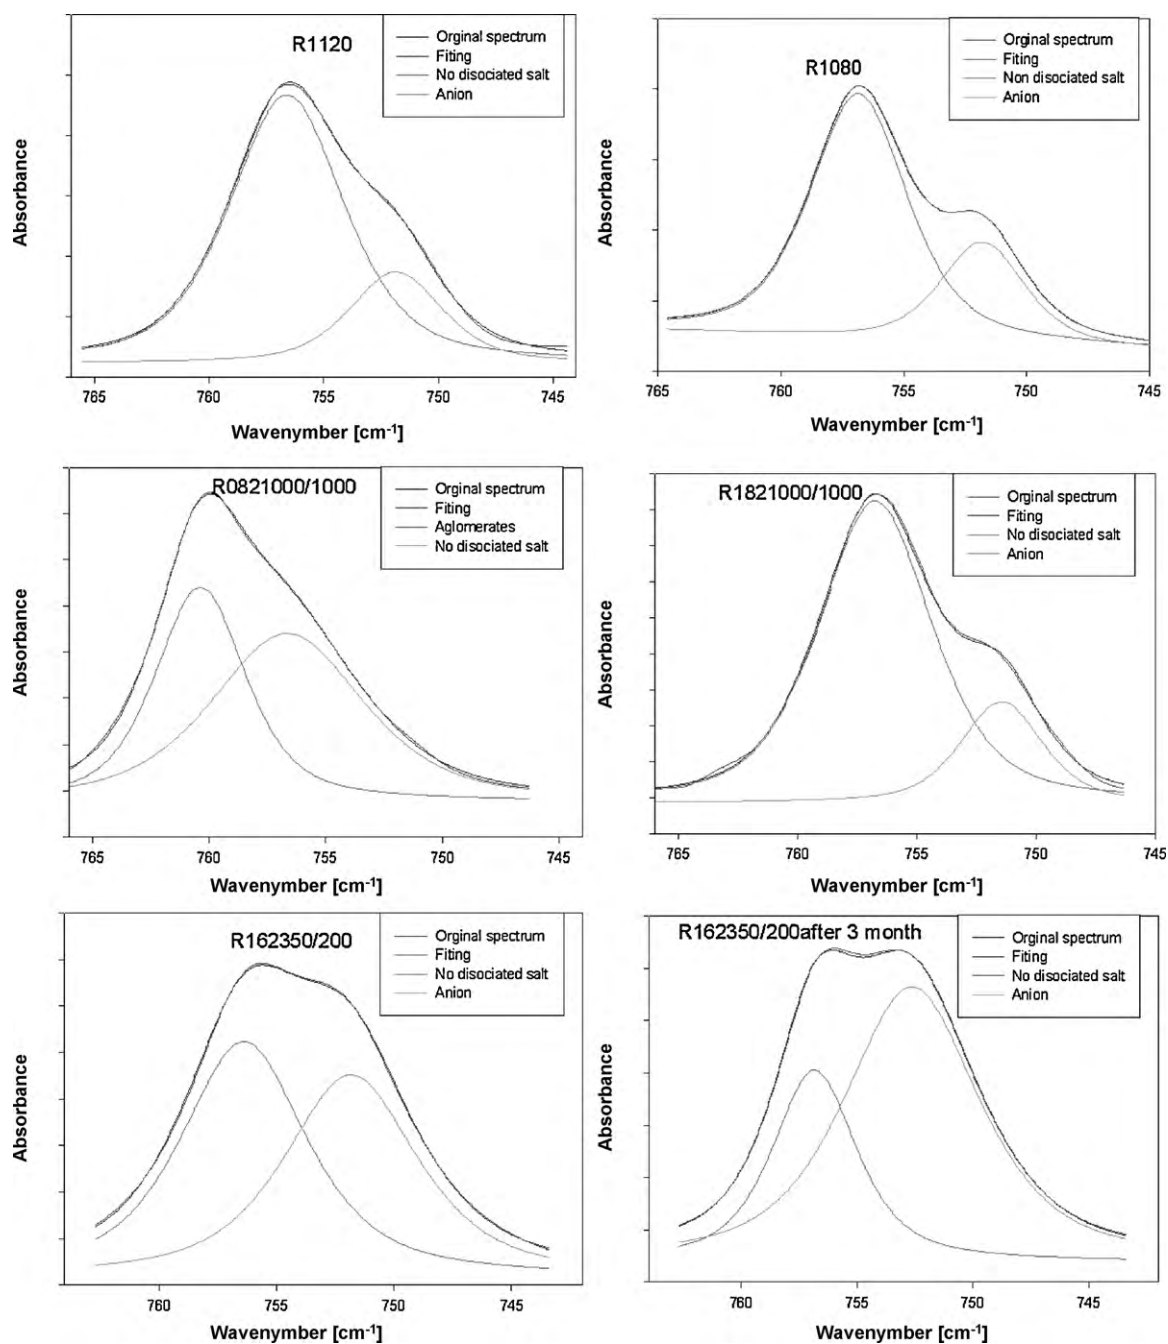 R1120
Orginal spectrum
Fiting
No disociated salt
Anion
Absorbance
765 760 755 750 745
Wavenymber [cm-1]
R1080
Orginal spectrum
Fiting
Non disociated salt
Anion
Absorbance
765 760 755 750 745
Wavenymber [cm-1]
R0821000/1000
Orginal spectrum
Fiting
Aglomerates
No disociated salt
Absorbance
765 760 755 750 745
Wavenymber [cm-1]
R1821000/1000
Orginal spectrum
Fiting
No disociated salt
Anion
Absorbance
765 760 755 750 745
Wavenymber [cm-1]
R162350/200
Orginal spectrum
Fiting
No disociated salt
Anion
Absorbance
760 755 750 745
Wavenymber [cm-1]
R162350/200after 3 month
Orginal spectrum
Fiting
No disociated salt
Anion
Absorbance
760 755 750 745
Wavenymber [cm-1]